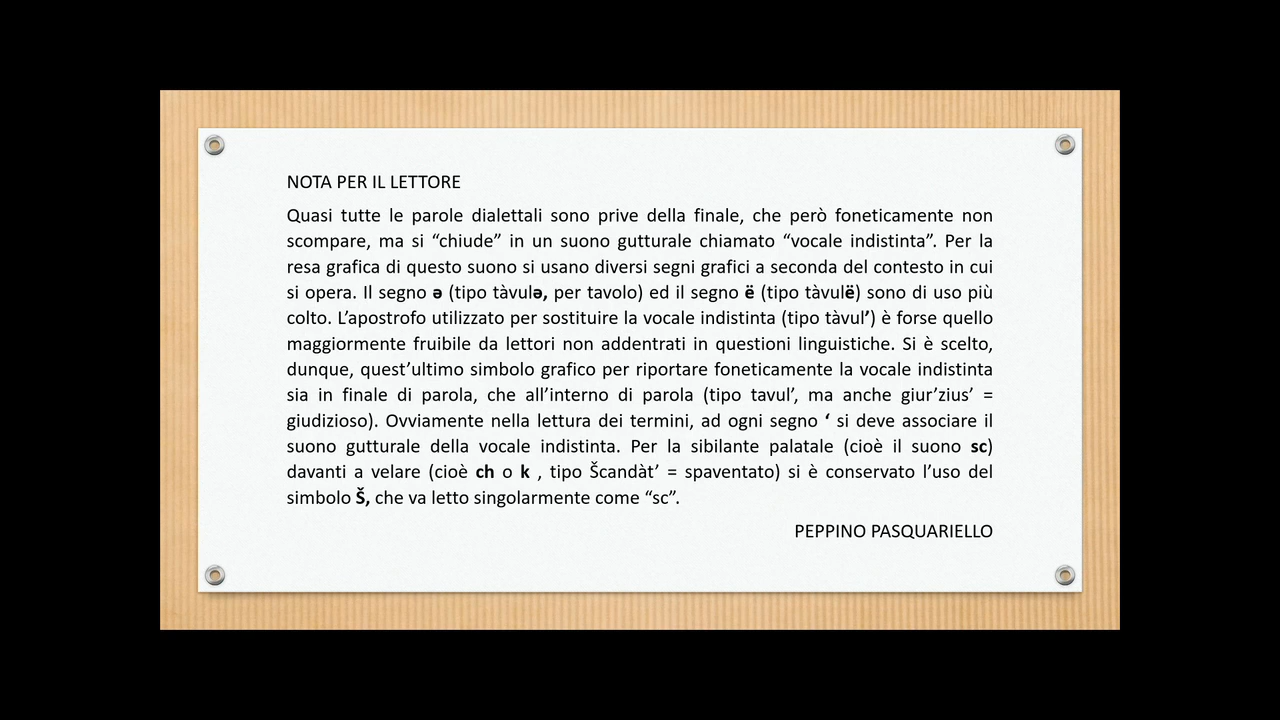 NOTA PER IL LETTORE
Quasi tutte le parole dialettali sono prive della finale, che però foneticamente non
scompare, ma si “chiude” in un suono gutturale chiamato “vocale indistinta”. Per la
resa grafica di questo suono si usano diversi segni grafici a seconda del contesto in cui
si opera. Il segno ə (tipo tàvulə, per tavolo) ed il segno ë (tipo tàvulë) sono di uso più
colto. L’apostrofo utilizzato per sostituire la vocale indistinta (tipo tàvul’) è forse quello
maggiormente fruibile da lettori non addentrati in questioni linguistiche. Si è scelto,
dunque, quest’ultimo simbolo grafico per riportare foneticamente la vocale indistinta
sia in finale di parola, che all’interno di parola (tipo tavul’, ma anche giur’zius’ =
giudizioso). Ovviamente nella lettura dei termini, ad ogni segno ‘ si deve associare il
suono gutturale della vocale indistinta. Per la sibilante palatale (cioè il suono sc)
davanti a velare (cioè ch o k , tipo Šcandàt’ = spaventato) si è conservato l’uso del
simbolo Š, che va letto singolarmente come “sc”.
PEPPINO PASQUARIELLO